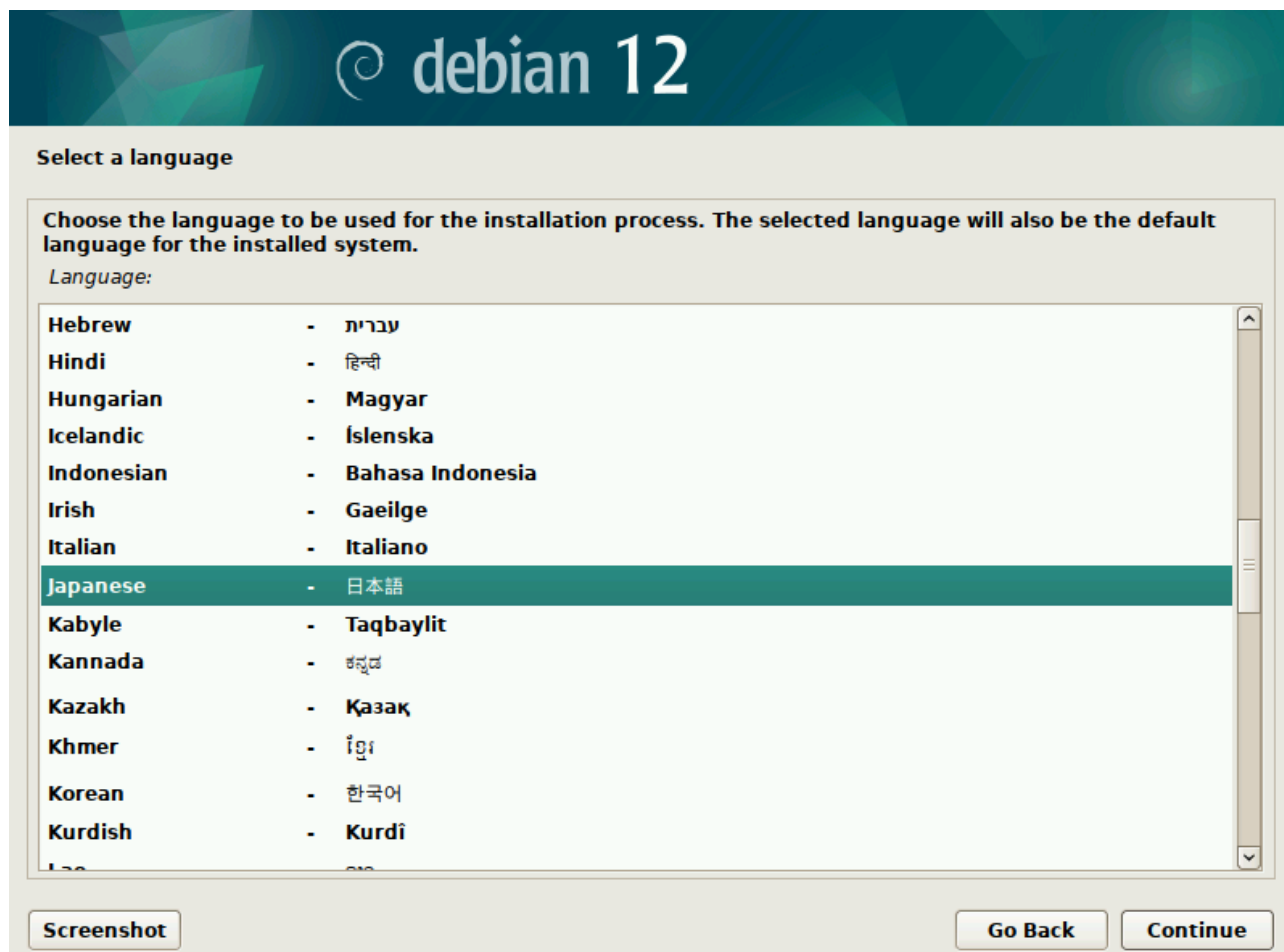 debian 12
Select a language
Choose the language to be used for the installation process. The selected language will also be the default
language for the installed system.
Language:
Hebrew - עברית
Hindi - हिन्दी
Hungarian - Magyar
Icelandic - Íslenska
Indonesian - Bahasa Indonesia
Irish - Gaeilge
Italian - Italiano
Japanese - 日本語
Kabyle - Taqbaylit
Kannada - ಕನ್ನಡ
Kazakh - Қазақ
Khmer - ខ្មែរ
Korean - 한국어
Kurdish - Kurdî
Screenshot Go Back Continue